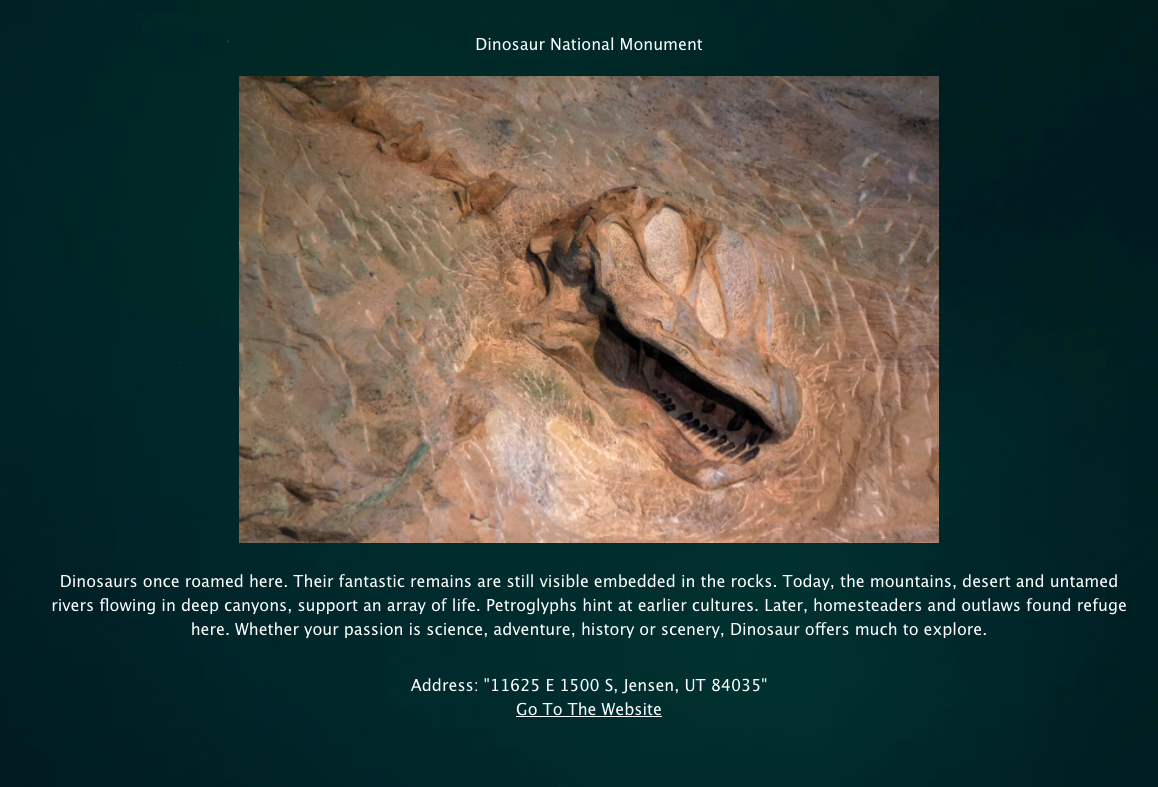 Dinosaur National Monument
Dinosaurs once roamed here. Their fantastic remains are still visible embedded in the rocks. Today, the mountains, desert and untamed
rivers flowing in deep canyons, support an array of life. Petroglyphs hint at earlier cultures. Later, homesteaders and outlaws found refuge
here. Whether your passion is science, adventure, history or scenery, Dinosaur offers much to explore.
Address: "11625 E 1500 S, Jensen, UT 84035"
Go To The Website